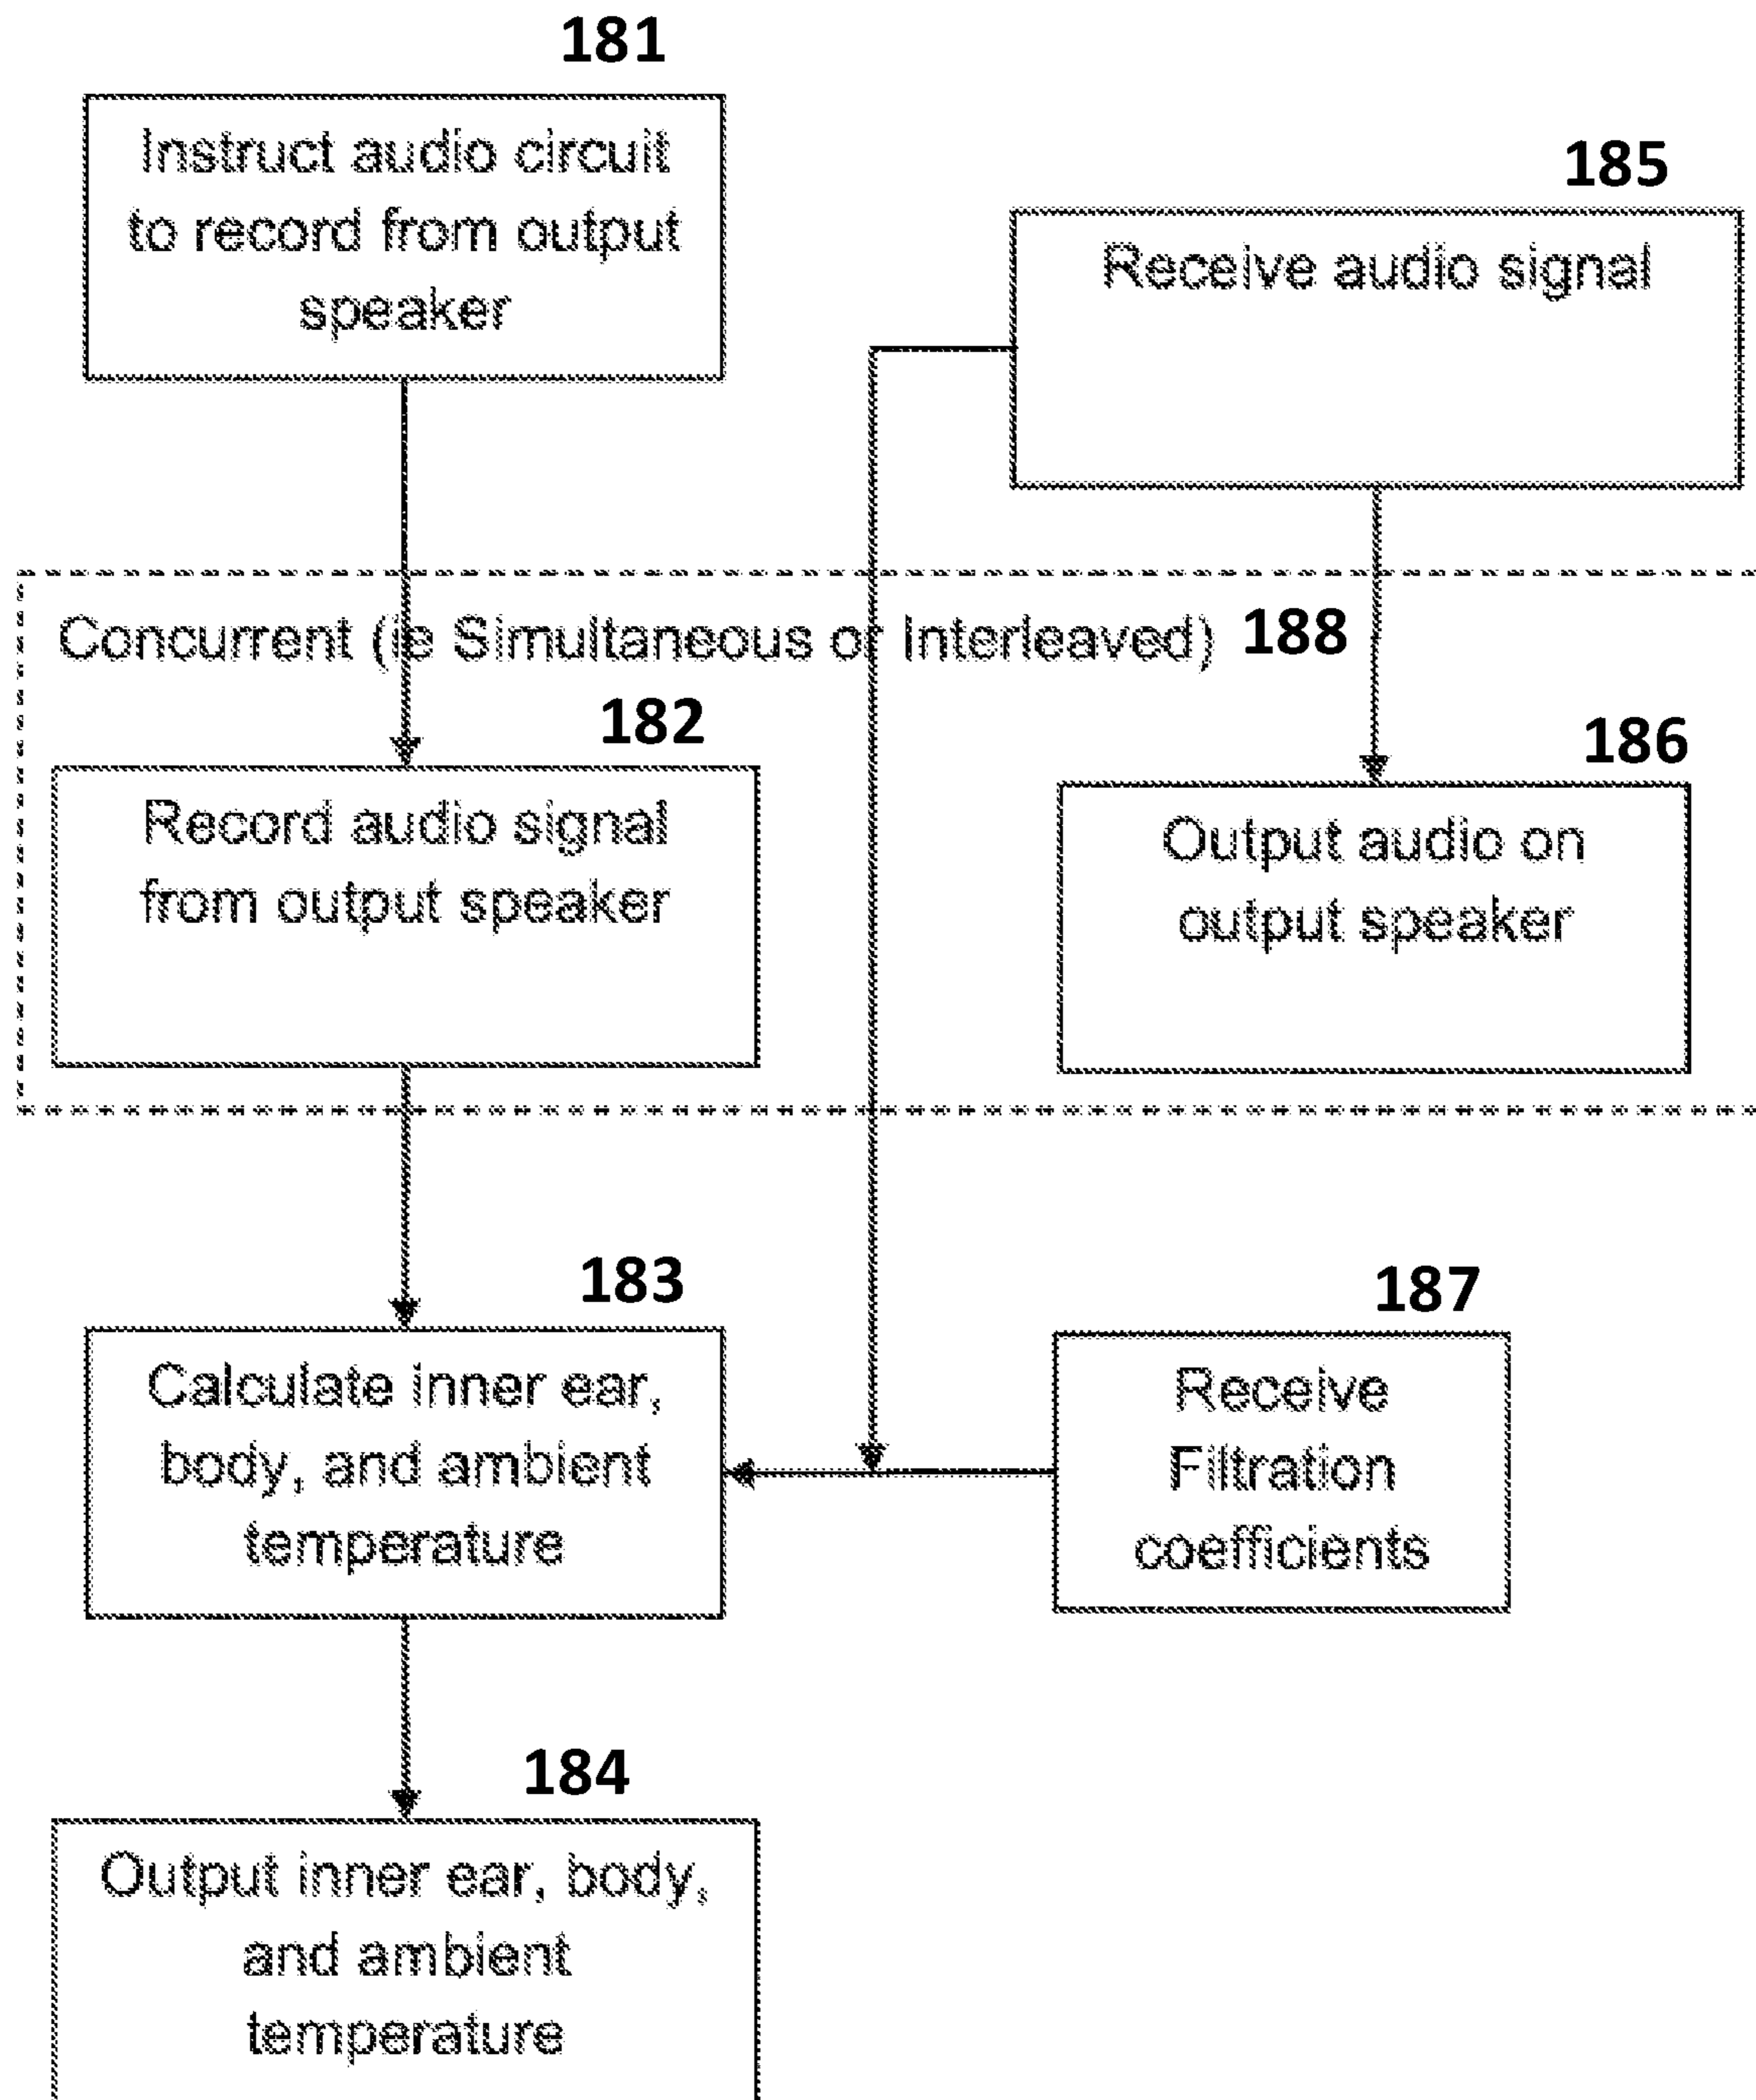 181
Instruct audio circuit
to record from output
speaker
185
Receive audio signal
Concurrent (ie Simultaneous or Interleaved) 188
182
Record audio signal
from output speaker
186
Output audio on
output speaker
183
Calculate inner ear,
body, and ambient
temperature
187
Receive
Filtration
coefficients
184
Output inner ear, body,
and ambient
temperature